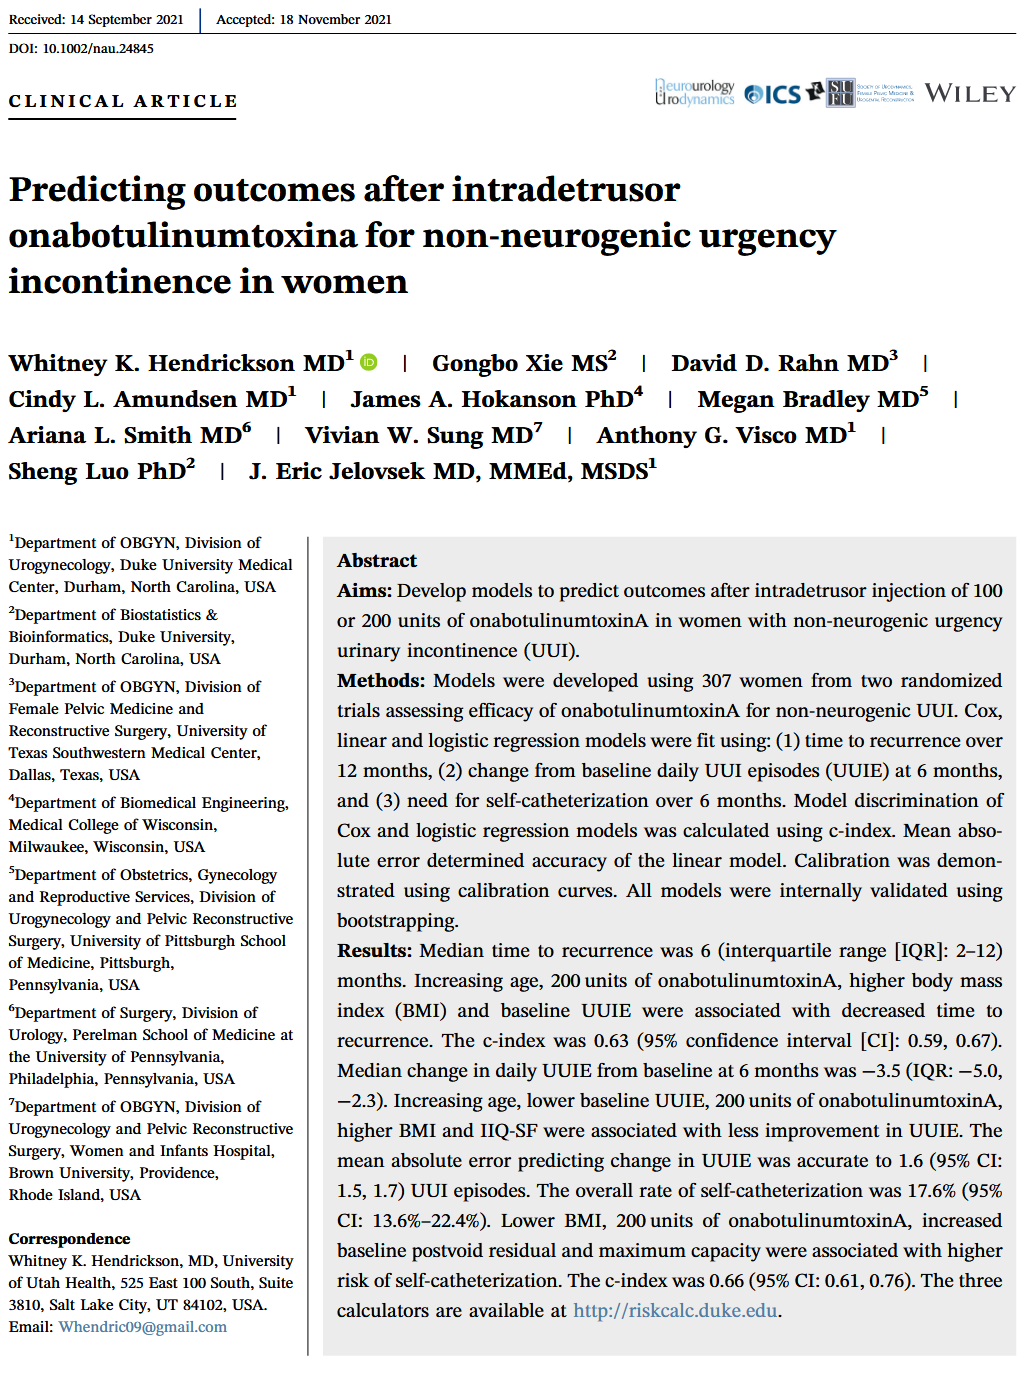 Received: 14 September 2021 | Accepted: 18 November 2021
DOI: 10.1002/nau.24845
CLINICAL ARTICLE
Neurourology Urodynamics ICS SUFU SOCIETY OF URODYNAMICS, FEMALE PELVIC MEDICINE & UROGENITAL RECONSTRUCTION WILEY
Predicting outcomes after intradetrusor
onabotulinumtoxina for non-neurogenic urgency
incontinence in women
Whitney K. Hendrickson MD¹ | Gongbo Xie MS² | David D. Rahn MD³ |
Cindy L. Amundsen MD¹ | James A. Hokanson PhD⁴ | Megan Bradley MD⁵ |
Ariana L. Smith MD⁶ | Vivian W. Sung MD⁷ | Anthony G. Visco MD¹ |
Sheng Luo PhD² | J. Eric Jelovsek MD, MMEd, MSDS¹
¹Department of OBGYN, Division of
Urogynecology, Duke University Medical
Center, Durham, North Carolina, USA
²Department of Biostatistics &
Bioinformatics, Duke University,
Durham, North Carolina, USA
³Department of OBGYN, Division of
Female Pelvic Medicine and
Reconstructive Surgery, University of
Texas Southwestern Medical Center,
Dallas, Texas, USA
⁴Department of Biomedical Engineering,
Medical College of Wisconsin,
Milwaukee, Wisconsin, USA
⁵Department of Obstetrics, Gynecology
and Reproductive Services, Division of
Urogynecology and Pelvic Reconstructive
Surgery, University of Pittsburgh School
of Medicine, Pittsburgh,
Pennsylvania, USA
⁶Department of Surgery, Division of
Urology, Perelman School of Medicine at
the University of Pennsylvania,
Philadelphia, Pennsylvania, USA
⁷Department of OBGYN, Division of
Urogynecology and Pelvic Reconstructive
Surgery, Women and Infants Hospital,
Brown University, Providence,
Rhode Island, USA
Correspondence
Whitney K. Hendrickson, MD, University
of Utah Health, 525 East 100 South, Suite
3810, Salt Lake City, UT 84102, USA.
Email: Whendric09@gmail.com
Abstract
Aims: Develop models to predict outcomes after intradetrusor injection of 100
or 200 units of onabotulinumtoxinA in women with non-neurogenic urgency
urinary incontinence (UUI).
Methods: Models were developed using 307 women from two randomized
trials assessing efficacy of onabotulinumtoxinA for non-neurogenic UUI. Cox,
linear and logistic regression models were fit using: (1) time to recurrence over
12 months, (2) change from baseline daily UUI episodes (UUIE) at 6 months,
and (3) need for self-catheterization over 6 months. Model discrimination of
Cox and logistic regression models was calculated using c-index. Mean abso-
lute error determined accuracy of the linear model. Calibration was demon-
strated using calibration curves. All models were internally validated using
bootstrapping.
Results: Median time to recurrence was 6 (interquartile range [IQR]: 2–12)
months. Increasing age, 200 units of onabotulinumtoxinA, higher body mass
index (BMI) and baseline UUIE were associated with decreased time to
recurrence. The c-index was 0.63 (95% confidence interval [CI]: 0.59, 0.67).
Median change in daily UUIE from baseline at 6 months was −3.5 (IQR: −5.0,
−2.3). Increasing age, lower baseline UUIE, 200 units of onabotulinumtoxinA,
higher BMI and IIQ-SF were associated with less improvement in UUIE. The
mean absolute error predicting change in UUIE was accurate to 1.6 (95% CI:
1.5, 1.7) UUI episodes. The overall rate of self-catheterization was 17.6% (95%
CI: 13.6%–22.4%). Lower BMI, 200 units of onabotulinumtoxinA, increased
baseline postvoid residual and maximum capacity were associated with higher
risk of self-catheterization. The c-index was 0.66 (95% CI: 0.61, 0.76). The three
calculators are available at http://riskcalc.duke.edu.